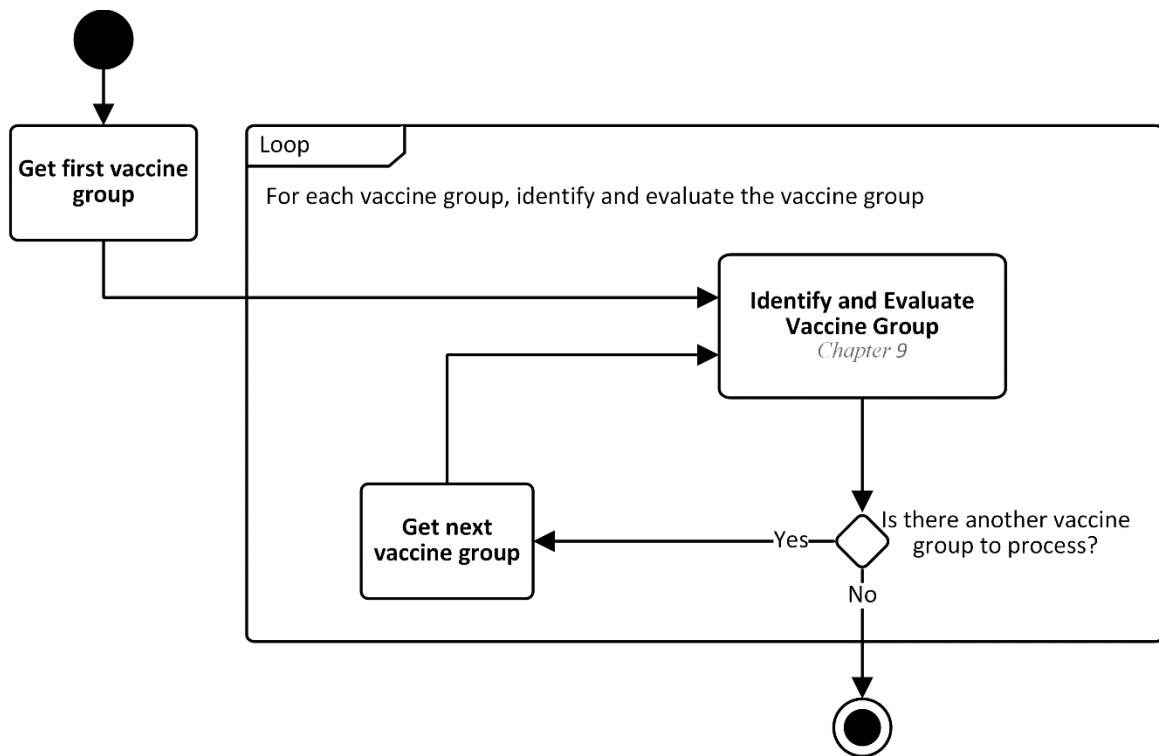 Get first vaccine
group
Loop
For each vaccine group, identify and evaluate the vaccine group
Identify and Evaluate
Vaccine Group
Chapter 9
Get next
vaccine group
Yes
Is there another vaccine
group to process?
No